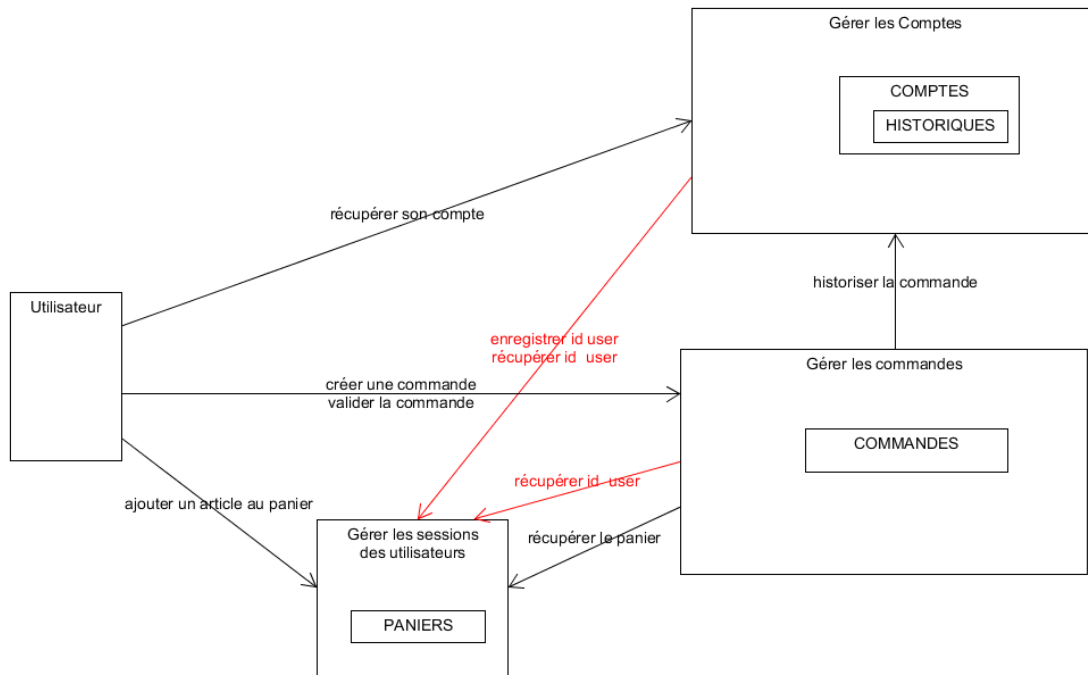 Gérer les Comptes
COMPTES
HISTORIQUES
récupérer son compte
historiser la commande
Utilisateur
enregistrer id user
récupérer id user
Gérer les commandes
créer une commande
valider la commande
COMMANDES
récupérer id user
ajouter un article au panier
Gérer les sessions
des utilisateurs
récupérer le panier
PANIERS